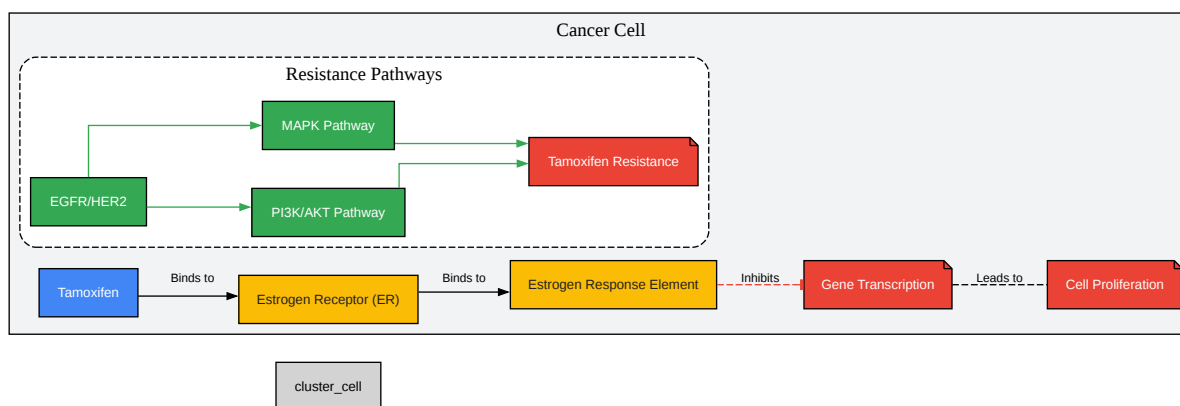 Cancer Cell
Resistance Pathways
MAPK Pathway
Tamoxifen Resistance
EGFR/HER2
PI3K/AKT Pathway
Tamoxifen
Binds to
Estrogen Receptor (ER)
Binds to
Estrogen Response Element
Inhibits
Gene Transcription
Leads to
Cell Proliferation
cluster_cell